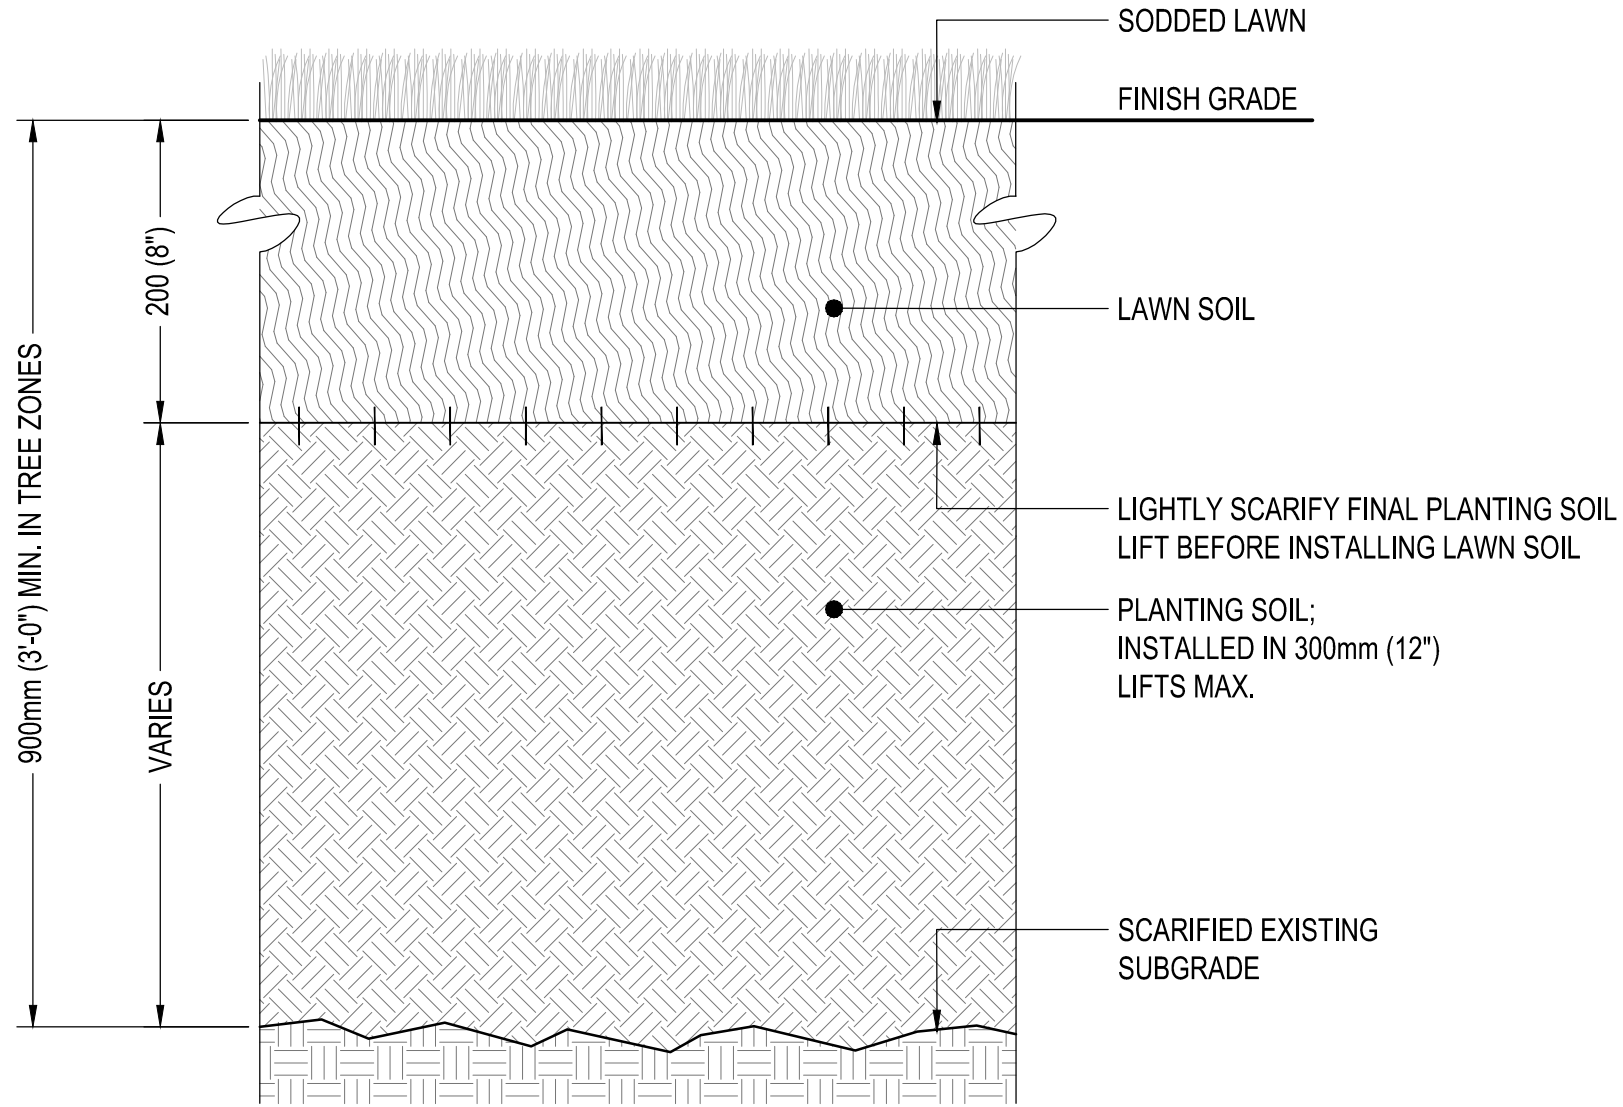 SODDED LAWN
FINISH GRADE
200 (8")
LAWN SOIL
900mm (3'-0") MIN. IN TREE ZONES
LIGHTLY SCARIFY FINAL PLANTING SOIL
LIFT BEFORE INSTALLING LAWN SOIL
PLANTING SOIL;
INSTALLED IN 300mm (12")
LIFTS MAX.
VARIES
SCARIFIED EXISTING
SUBGRADE